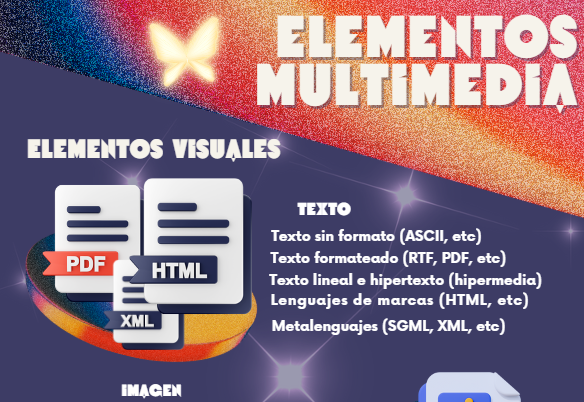 ELEMENTOS
MULTIMEDIA
ELEMENTOS VISUALES
TEXTO
Texto sin formato (ASCII, etc)
Texto formateado (RTF, PDF, etc)
Texto lineal e hipertexto (hipermedia)
Lenguajes de marcas (HTML, etc)
Metalenguajes (SGML, XML, etc)
PDF
HTML
XML
IMAGEN